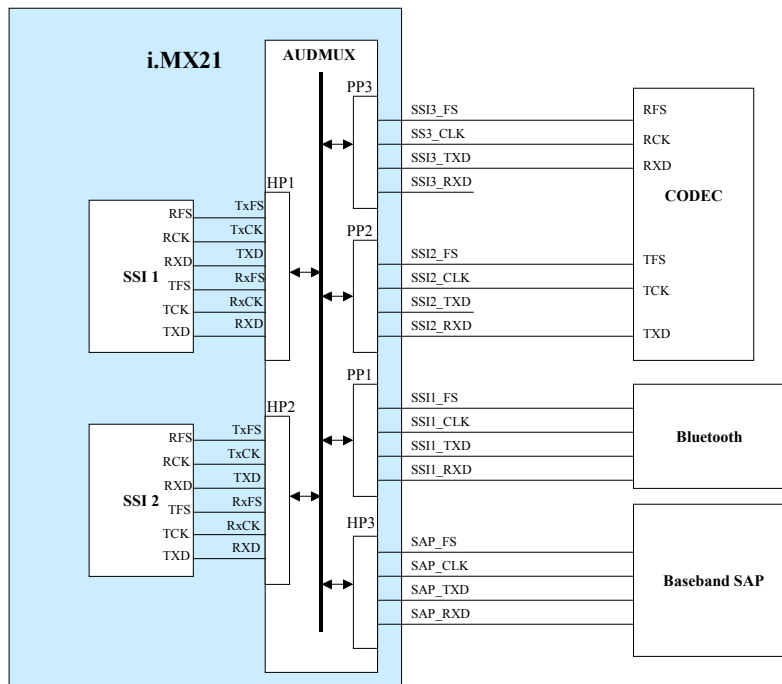 i.MX21
AUDMUX
PP3
SSI3_FS
RFS
SS3_CLK
RCK
SSI3_TXD
RXD
SSI3_RXD
CODEC
HP1
RFS
TxFS
RCK
TxCK
RXD
TXD
SSI 1
TFS
RxFS
TCK
RxCK
TXD
RXD
PP2
SSI2_FS
TFS
SSI2_CLK
TCK
SSI2_TXD
SSI2_RXD
TXD
PP1
SSI1_FS
SSI1_CLK
SSI1_TXD
SSI1_RXD
Bluetooth
HP2
RFS
TxFS
RCK
TxCK
RXD
TXD
SSI 2
TFS
RxFS
TCK
RxCK
TXD
RXD
HP3
SAP_FS
SAP_CLK
SAP_TXD
SAP_RXD
Baseband SAP